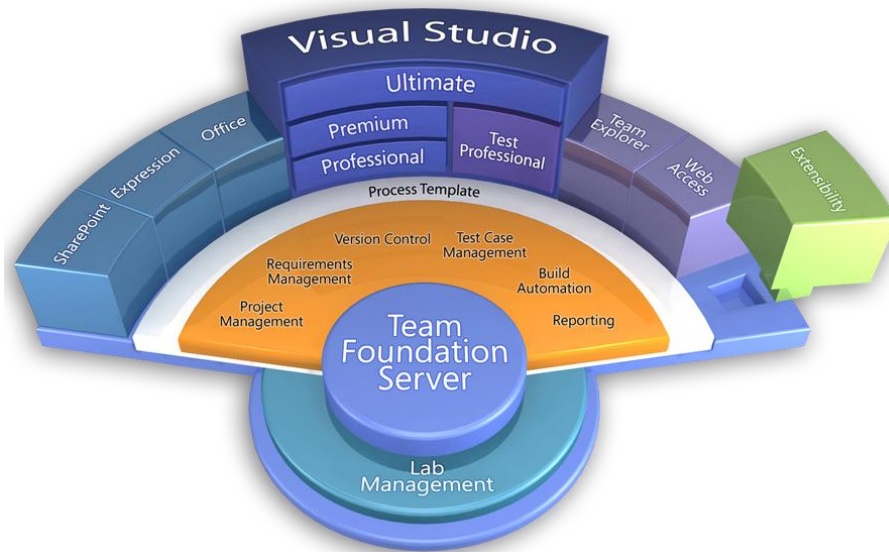 Visual Studio
Ultimate
Premium
Professional
Test
Professional
Office
Expression
SharePoint
Team
Explorer
Web
Access
Extensibility
Process Template
Version Control
Test Case
Management
Requirements
Management
Build
Automation
Project
Management
Reporting
Team
Foundation
Server
Lab
Management